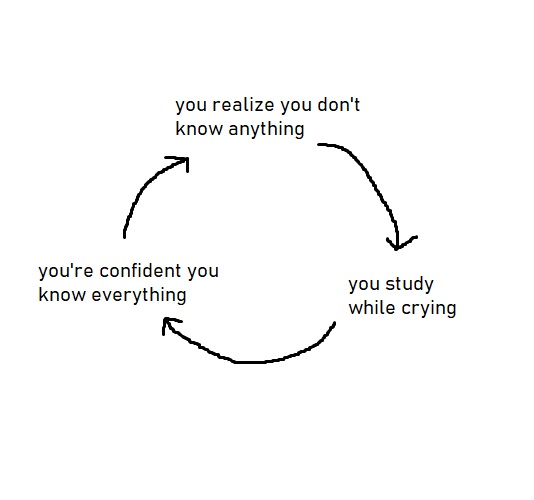 you realize you don't
know anything
you study
while crying
you're confident you
know everything